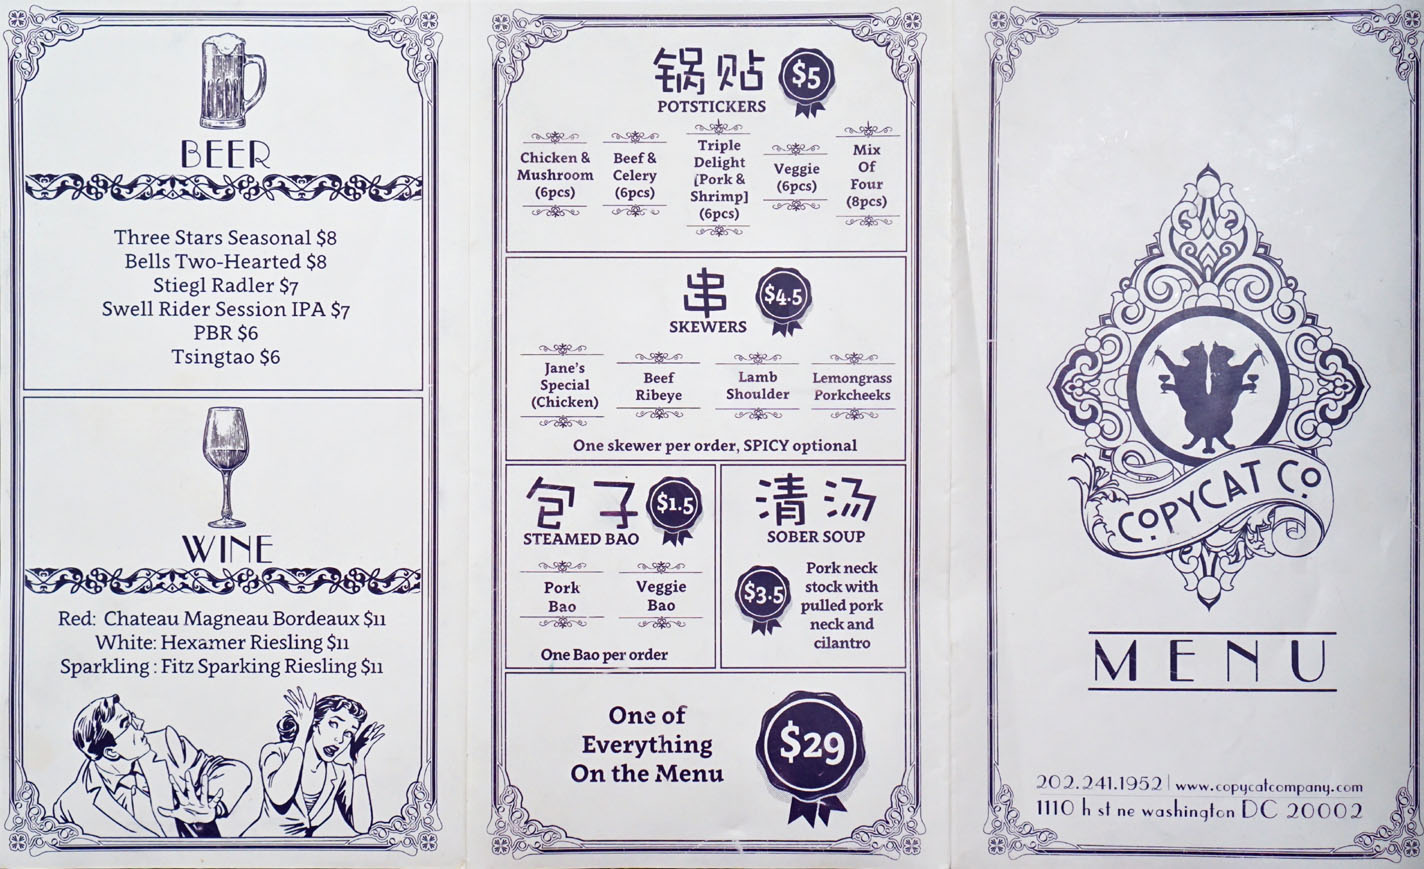 BEER
Three Stars Seasonal $8
Bells Two-Hearted $8
Stiegl Radler $7
Swell Rider Session IPA $7
PBR $6
Tsingtao $6
WINE
Red: Chateau Magneau Bordeaux $11
White: Hexamer Riesling $11
Sparkling : Fitz Sparking Riesling $11
锅贴
$5
POTSTICKERS
Chicken &
Mushroom
(6pcs)
Beef &
Celery
(6pcs)
Triple
Delight
[Pork &
Shrimp]
(6pcs)
Veggie
(6pcs)
Mix
Of
Four
(8pcs)
串
$4.5
SKEWERS
Jane's
Special
(Chicken)
Beef
Ribeye
Lamb
Shoulder
Lemongrass
Porkcheeks
One skewer per order, SPICY optional
包子
$1.5
STEAMED BAO
Pork
Bao
Veggie
Bao
One Bao per order
清汤
SOBER SOUP
$3.5
Pork neck
stock with
pulled pork
neck and
cilantro
One of
Everything
On the Menu
$29
COPYCAT CO
MENU
202.241.1952 | www.copycatcompany.com
1110 h st ne washington DC 20002